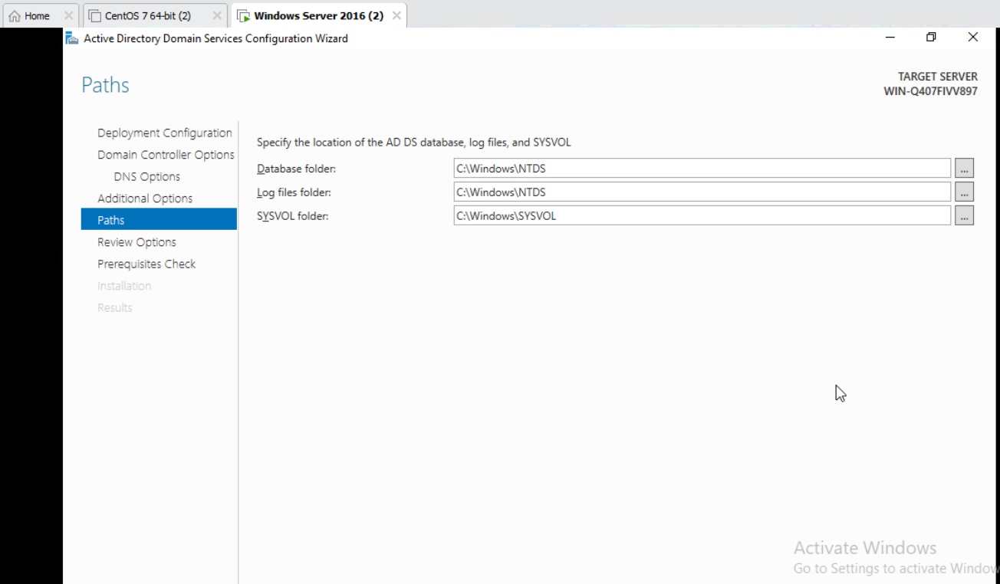 Home
CentOS 7 64-bit (2)
Windows Server 2016 (2)
Active Directory Domain Services Configuration Wizard
Paths
TARGET SERVER
WIN-Q407FIVV897
Deployment Configuration
Domain Controller Options
DNS Options
Additional Options
Paths
Review Options
Prerequisites Check
Installation
Results
Specify the location of the AD DS database, log files, and SYSVOL
Database folder:
C:\Windows\NTDS
...
Log files folder:
C:\Windows\NTDS
...
SYSVOL folder:
C:\Windows\SYSVOL
...
Activate Windows
Go to Settings to activate Window